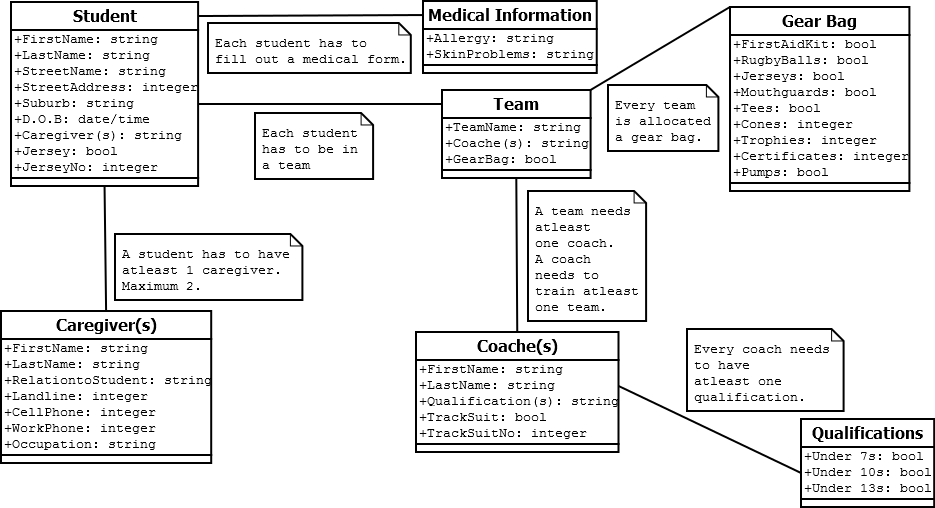 Student
+FirstName: string
+LastName: string
+StreetName: string
+StreetAddress: integer
+Suburb: string
+D.O.B: date/time
+Caregiver(s): string
+Jersey: bool
+JerseyNo: integer
Each student has to
fill out a medical form.
Medical Information
+Allergy: string
+SkinProblems: string
Each student
has to be in
a team
Team
+TeamName: string
+Coache(s): string
+GearBag: bool
Every team
is allocated
a gear bag.
Gear Bag
+FirstAidKit: bool
+RugbyBalls: bool
+Jerseys: bool
+Mouthguards: bool
+Tees: bool
+Cones: integer
+Trophies: integer
+Certificates: integer
+Pumps: bool
A student has to have
atleast 1 caregiver.
Maximum 2.
A team needs
atleast
one coach.
A coach
needs to
train atleast
one team.
Caregiver(s)
+FirstName: string
+LastName: string
+RelationtoStudent: string
+Landline: integer
+CellPhone: integer
+WorkPhone: integer
+Occupation: string
Coache(s)
+FirstName: string
+LastName: string
+Qualification(s): string
+TrackSuit: bool
+TrackSuitNo: integer
Every coach needs
to have
atleast one
qualification.
Qualifications
+Under 7s: bool
+Under 10s: bool
+Under 13s: bool